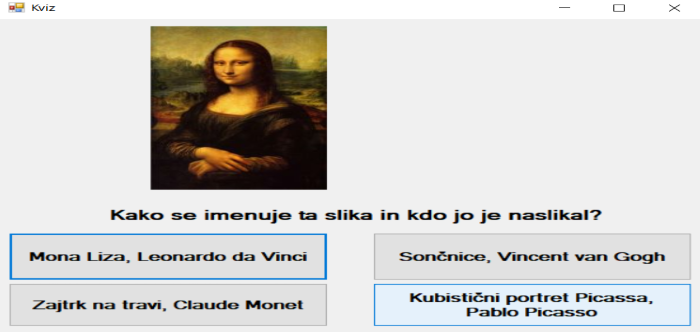 Kviz
Kako se imenuje ta slika in kdo jo je naslikal?
Mona Liza, Leonardo da Vinci
Sončnice, Vincent van Gogh
Zajtrk na travi, Claude Monet
Kubistični portret Picassa,
Pablo Picasso